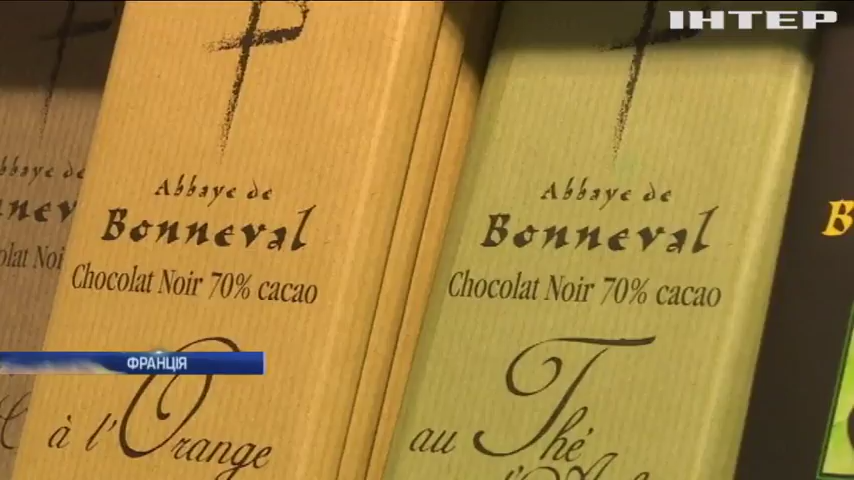 ІНТЕР
Abbaye de
Bonneval
Chocolat Noir 70% cacao
à l'Orange
Abbaye de
Bonneval
Chocolat Noir 70% cacao
au Thé
ФРАНЦІЯ